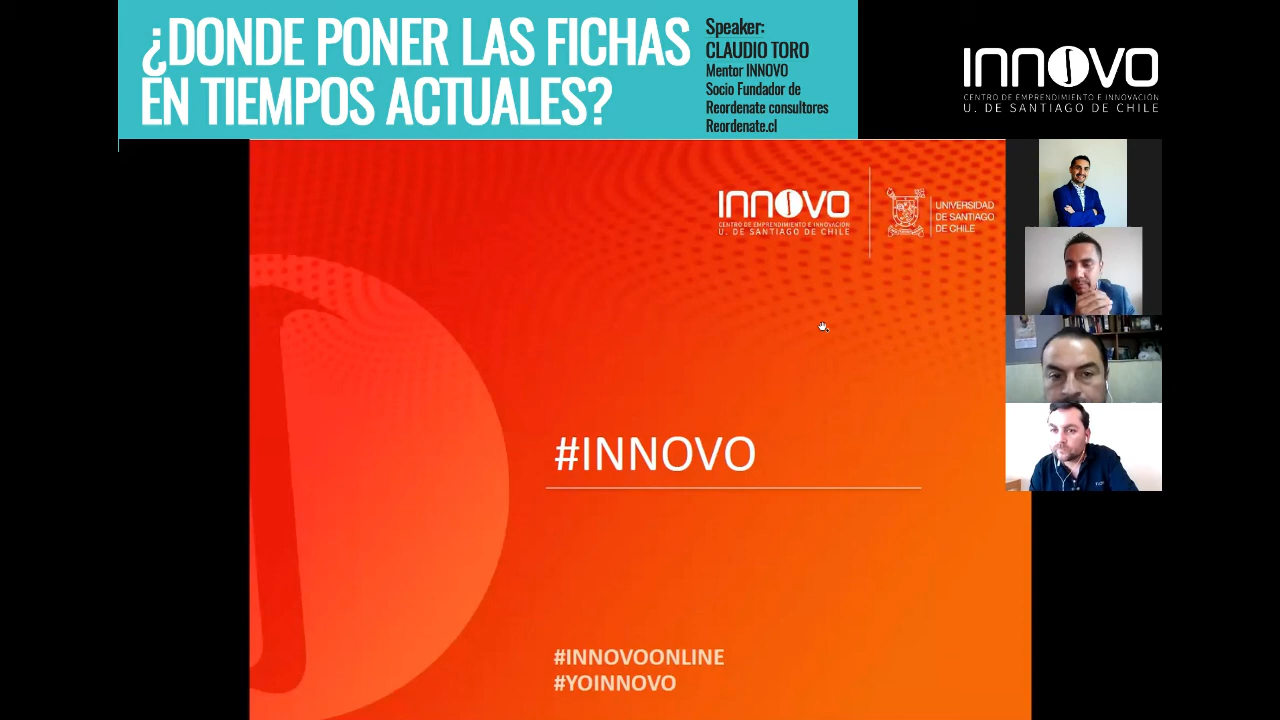 ¿DONDE PONER LAS FICHAS
EN TIEMPOS ACTUALES?
Speaker:
CLAUDIO TORO
Mentor INNOVO
Socio Fundador de
Reordenate consultores
Reordenate.cl
INNOVO
CENTRO DE EMPRENDIMIENTO E INNOVACIÓN
U. DE SANTIAGO DE CHILE
INNOVO
CENTRO DE EMPRENDIMIENTO E INNOVACIÓN
U. DE SANTIAGO DE CHILE
UNIVERSIDAD
DE SANTIAGO
DE CHILE
#INNOVO
#INNOVOONLINE
#YOINNOVO